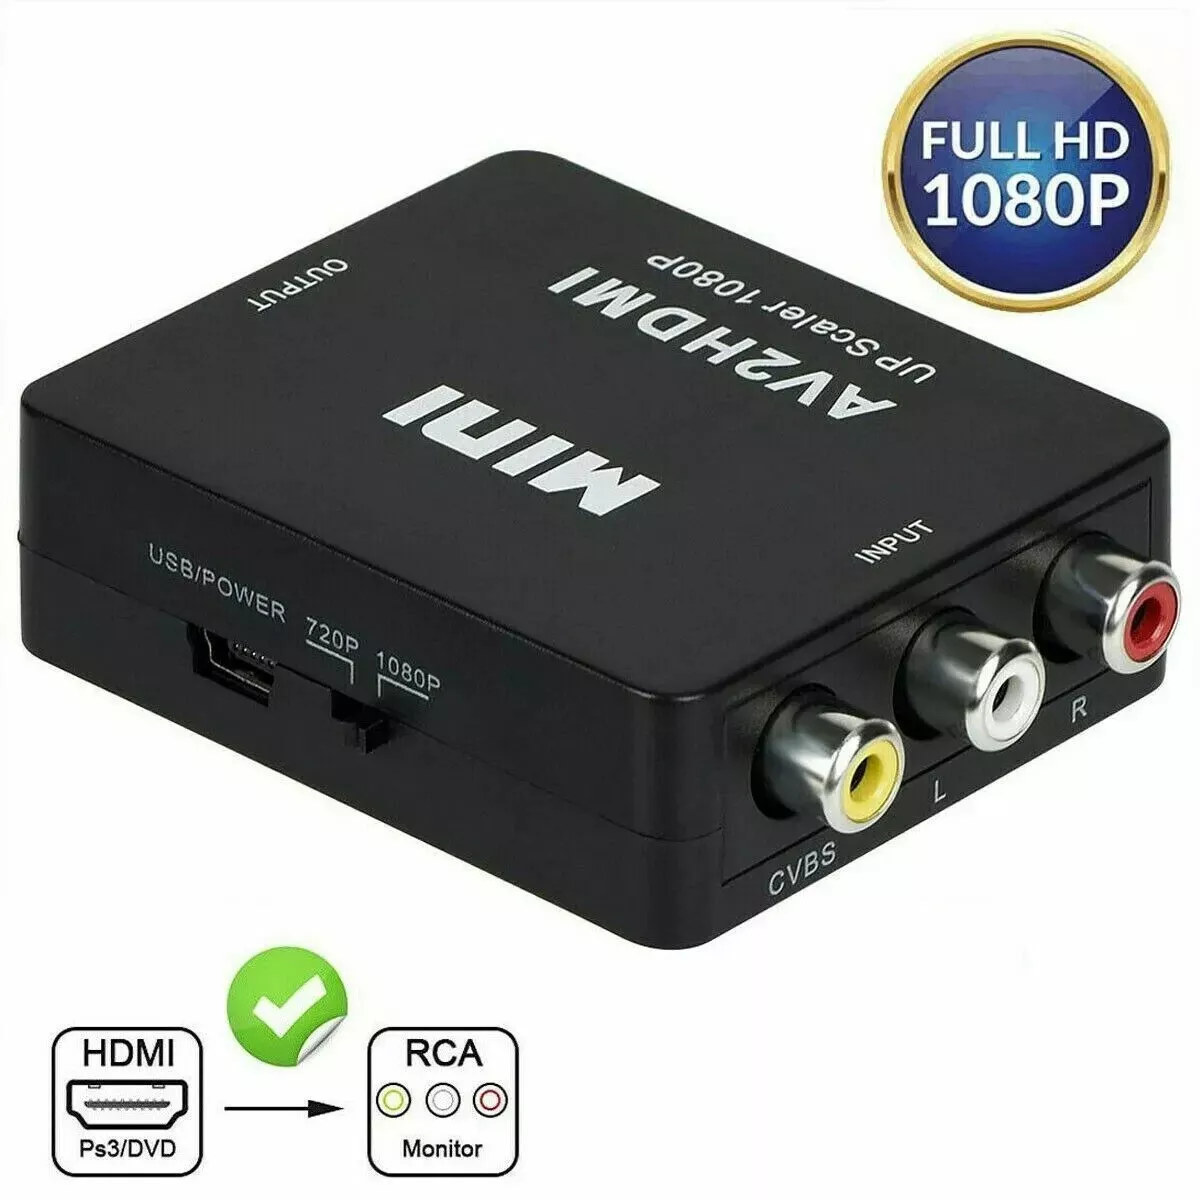 FULL HD
1080P
OUTPUT
MINI
AV2HDMI
UP Scaler 1080P
INPUT
USB/POWER
720P
1080P
CVBS
L
R
HDMI
Ps3/DVD
RCA
Monitor